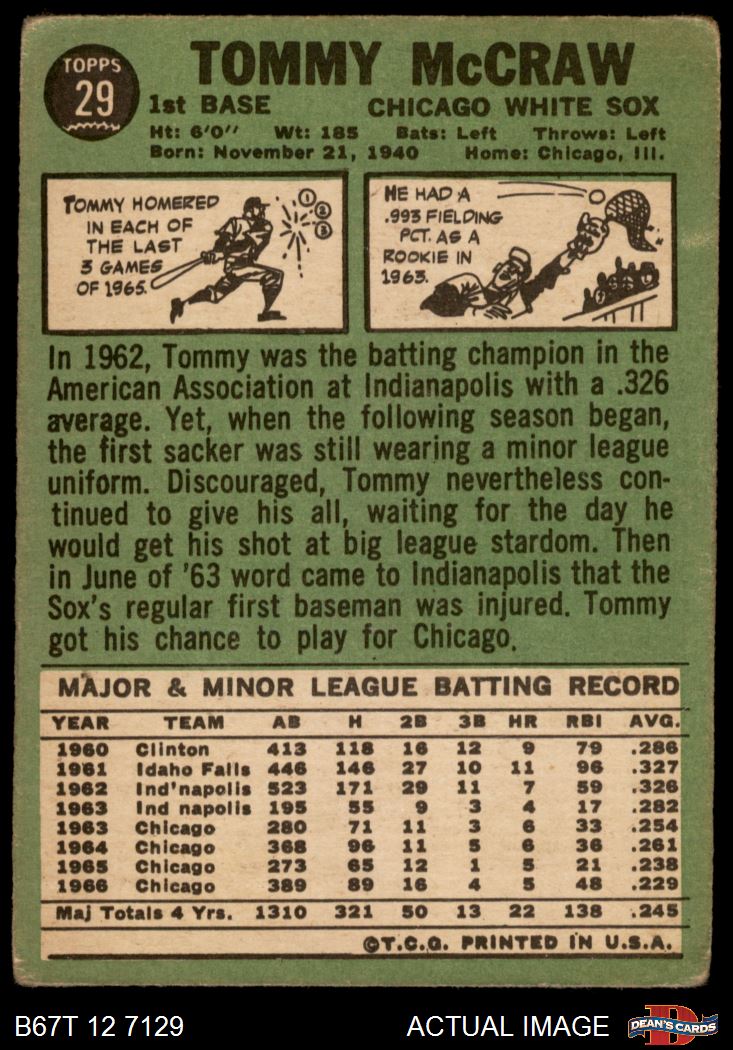 TOPPS
29
TOMMY McCRAW
1st BASE CHICAGO WHITE SOX
Ht: 6'0" Wt: 185 Bats: Left Throws: Left
Born: November 21, 1940 Home: Chicago, Ill.
TOMMY HOMERED
IN EACH OF
THE LAST
3 GAMES
OF 1965.
1
2
3
HE HAD A
.993 FIELDING
PCT. AS A
ROOKIE IN
1963.
In 1962, Tommy was the batting champion in the
American Association at Indianapolis with a .326
average. Yet, when the following season began,
the first sacker was still wearing a minor league
uniform. Discouraged, Tommy nevertheless con-
tinued to give his all, waiting for the day he
would get his shot at big league stardom. Then
in June of '63 word came to Indianapolis that the
Sox's regular first baseman was injured. Tommy
got his chance to play for Chicago.
MAJOR & MINOR LEAGUE BATTING RECORD
YEAR TEAM AB H 2B 3B HR RBI AVG.
1960 Clinton 413 118 16 12 9 79 .286
1961 Idaho Falls 446 146 27 10 11 96 .327
1962 Ind'napolis 523 171 29 11 7 59 .326
1963 Ind napolis 195 55 9 3 4 17 .282
1963 Chicago 280 71 11 3 6 33 .254
1964 Chicago 368 96 11 5 6 36 .261
1965 Chicago 273 65 12 1 5 21 .238
1966 Chicago 389 89 16 4 5 48 .229
Maj Totals 4 Yrs. 1310 321 50 13 22 138 .245
©T.C.G. PRINTED IN U.S.A.
B67T 12 7129 ACTUAL IMAGE DEAN'S CARDS